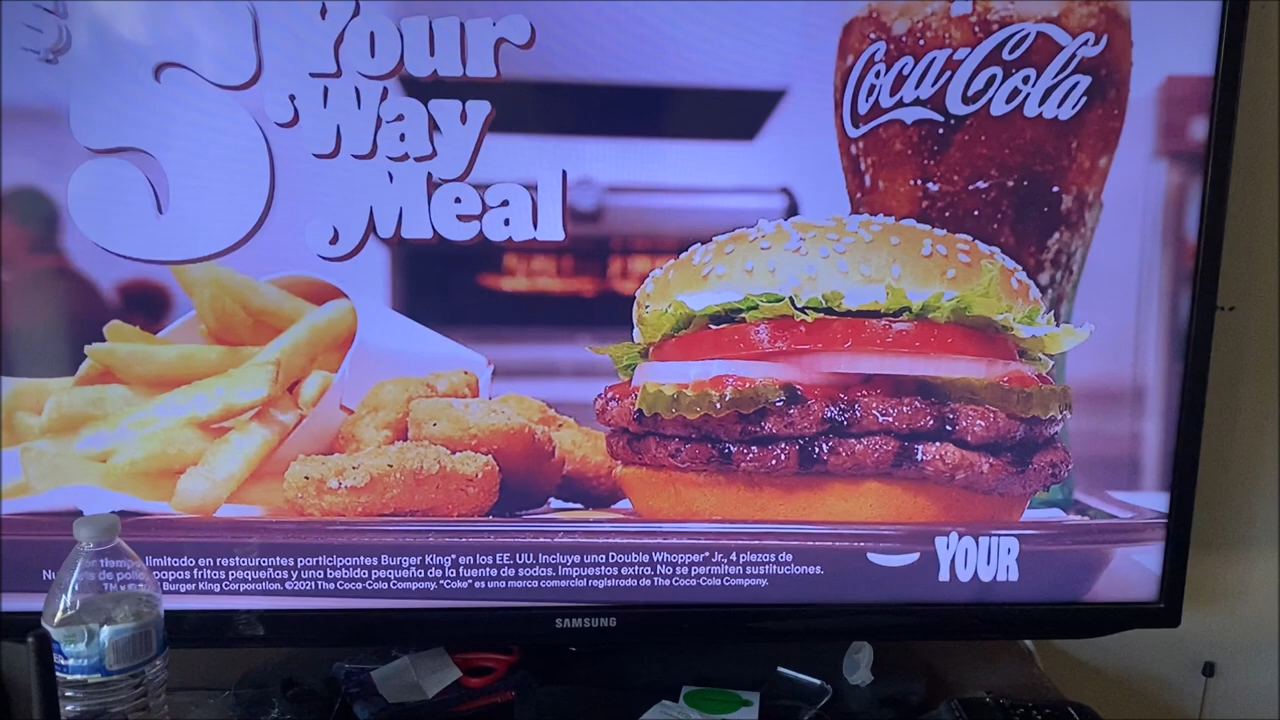 5 Your
Way
Meal
Coca-Cola
limitado en restaurantes participantes Burger King® en los EE. UU. Incluye una Double Whopper® Jr., 4 piezas de
de pollo, papas fritas pequeñas y una bebida pequeña de la fuente de sodas. Impuestos extra. No se permiten sustituciones.
Burger King Corporation. ©2021 The Coca-Cola Company. "Coke" es una marca comercial registrada de The Coca-Cola Company.
YOUR
SAMSUNG